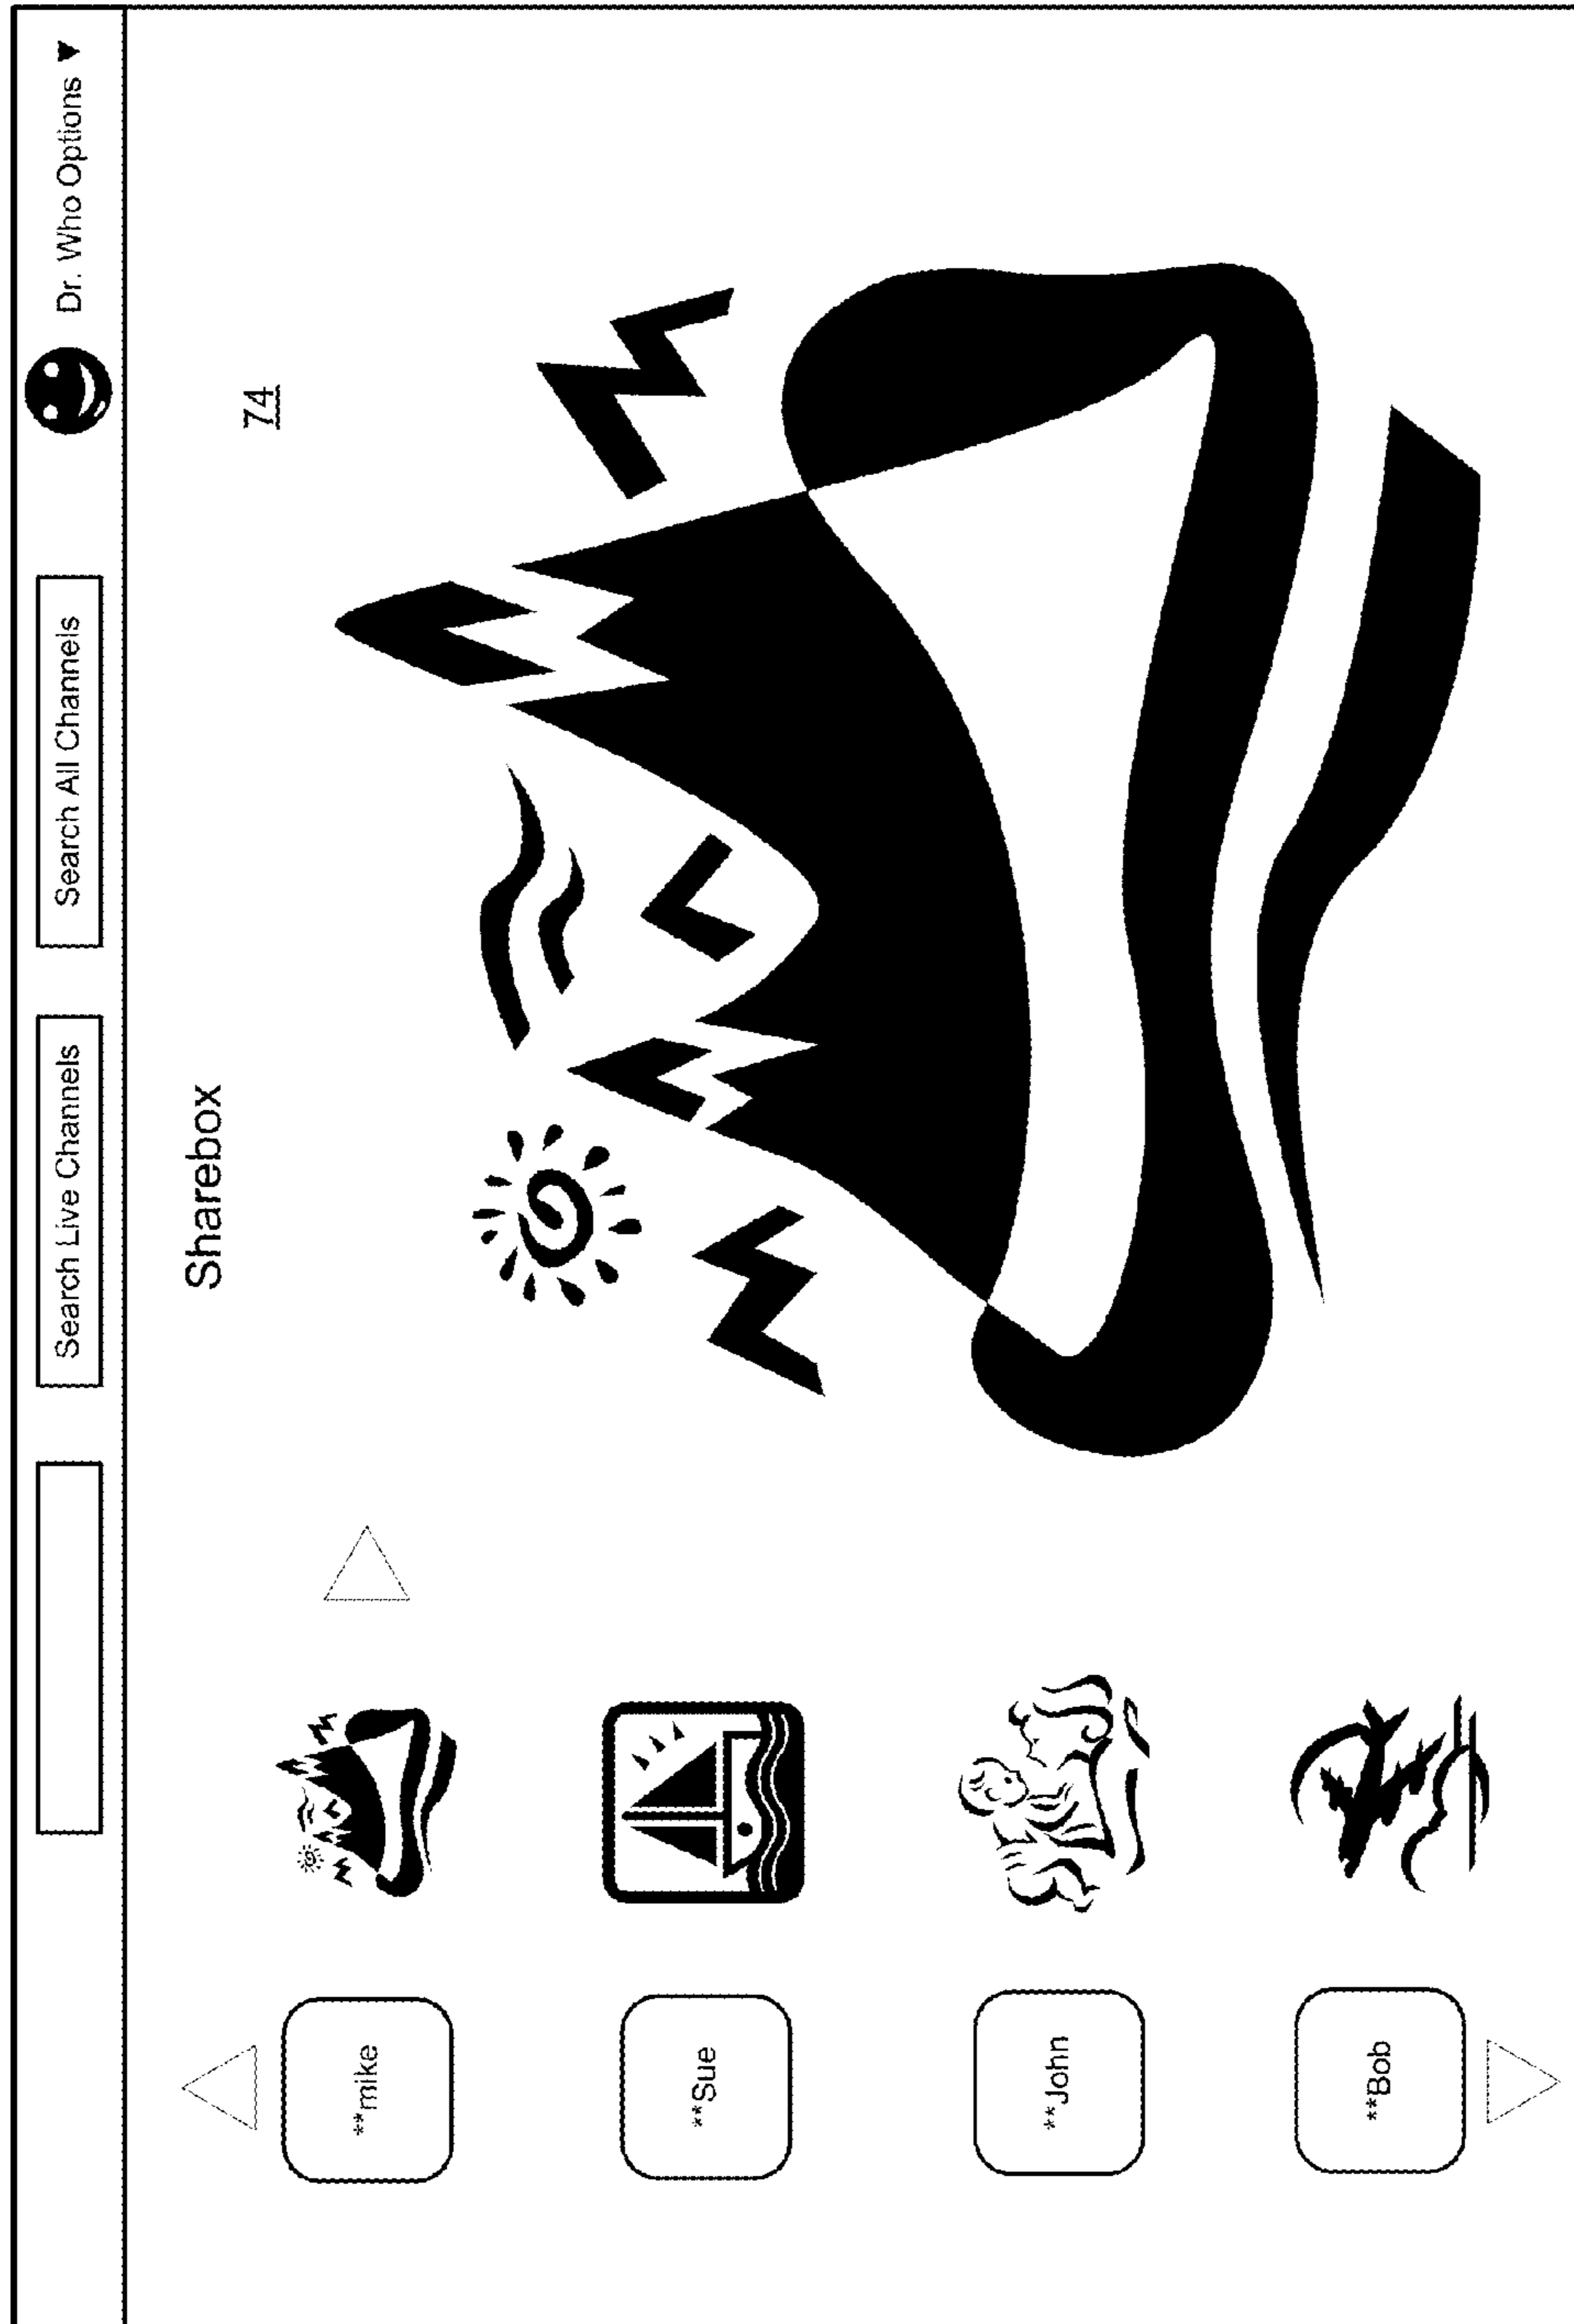 Search Live Channels
Search All Channels
Dr. Who Options
Sharebox
74
**mike
**Sue
**John
**Bob